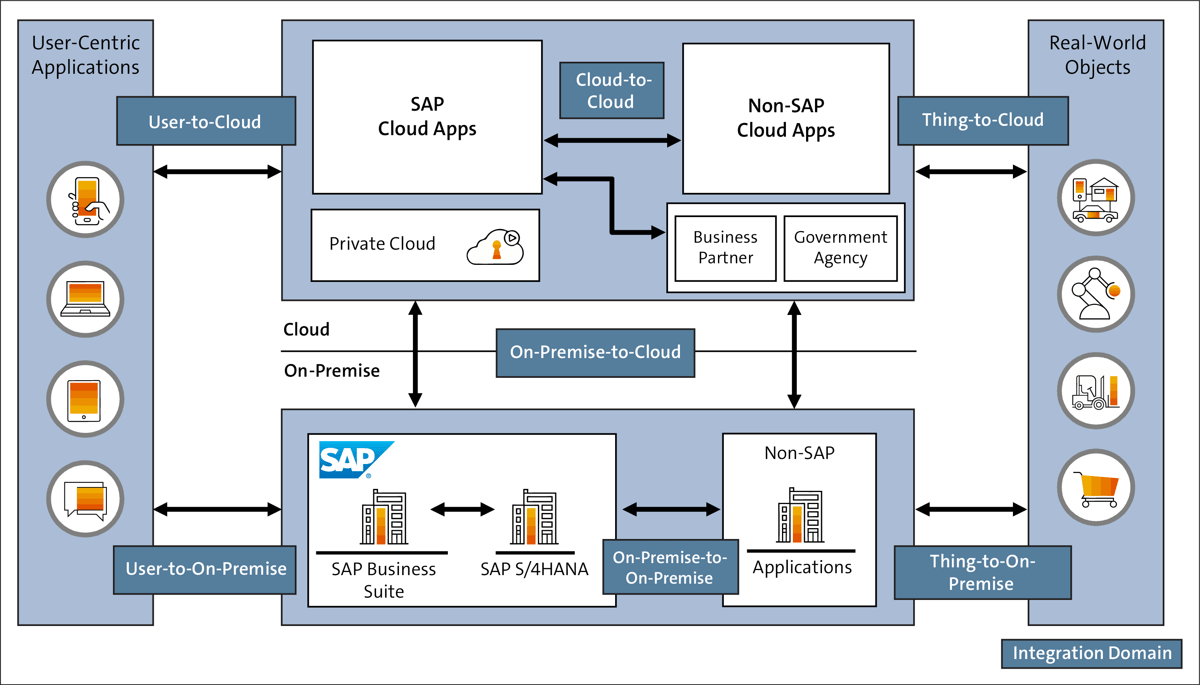 User-Centric
Applications
User-to-Cloud
SAP
Cloud Apps
Cloud-to-
Cloud
Non-SAP
Cloud Apps
Private Cloud
Business
Partner
Government
Agency
Real-World
Objects
Thing-to-Cloud
Cloud
On-Premise-to-Cloud
On-Premise
SAP®
SAP Business
Suite
SAP S/4HANA
On-Premise-to-
On-Premise
Non-SAP
Applications
User-to-On-Premise
Thing-to-On-
Premise
Integration Domain